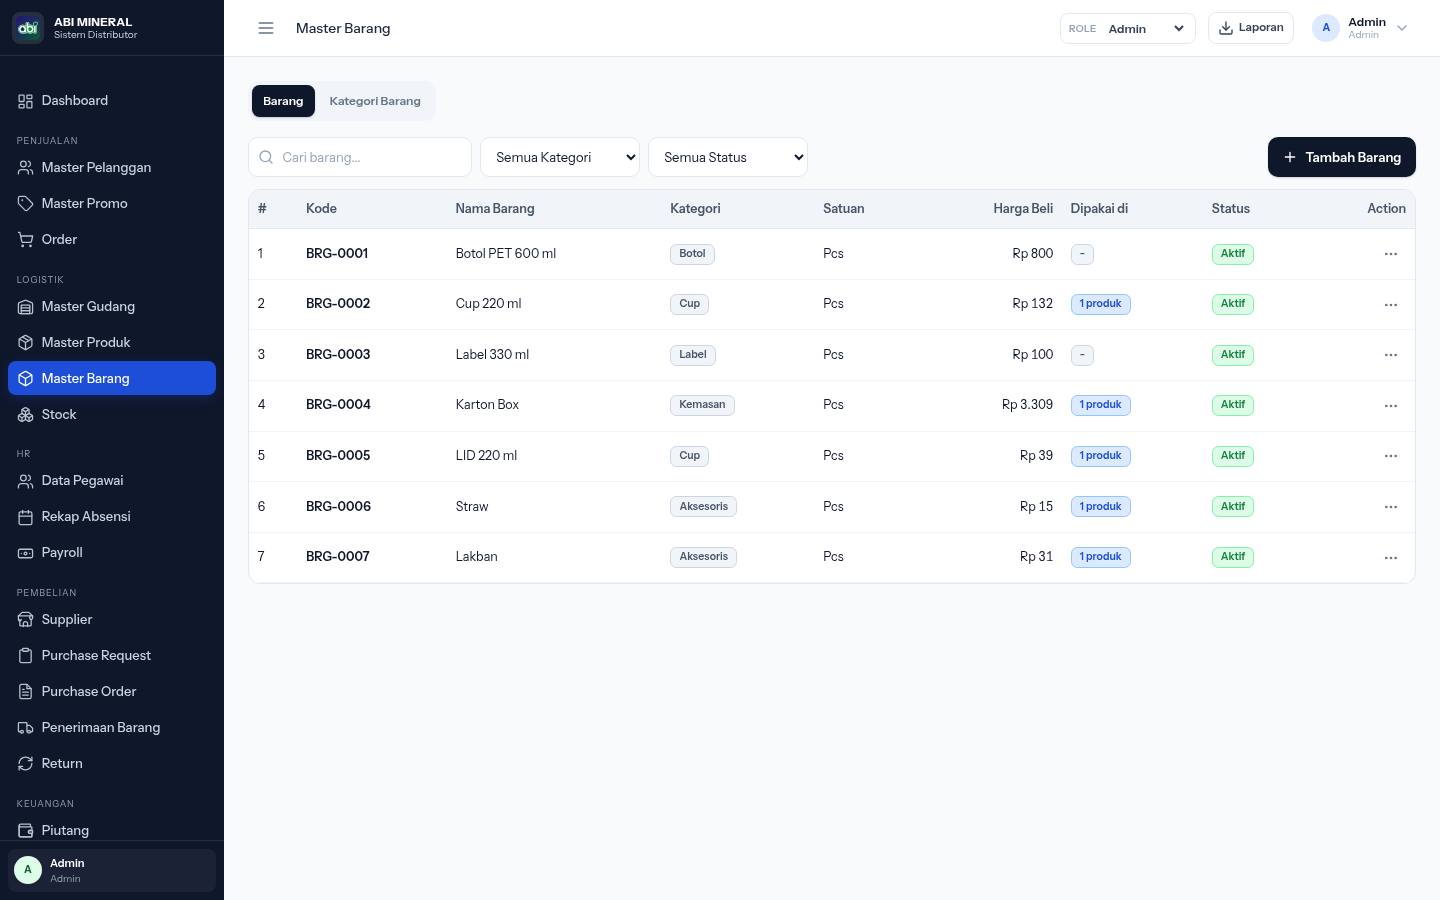 abi
ABI MINERAL
Sistem Distributor
Dashboard
PENJUALAN
Master Pelanggan
Master Promo
Order
LOGISTIK
Master Gudang
Master Produk
Master Barang
Stock
HR
Data Pegawai
Rekap Absensi
Payroll
PEMBELIAN
Supplier
Purchase Request
Purchase Order
Penerimaan Barang
Return
KEUANGAN
Piutang
A
Admin
Admin
Master Barang
ROLE Admin
Laporan
A
Admin
Admin
Barang Kategori Barang
Cari barang... Semua Kategori Semua Status + Tambah Barang
# Kode Nama Barang Kategori Satuan Harga Beli Dipakai di Status Action
1 BRG-0001 Botol PET 600 ml Botol Pcs Rp 800 - Aktif ...
2 BRG-0002 Cup 220 ml Cup Pcs Rp 132 1 produk Aktif ...
3 BRG-0003 Label 330 ml Label Pcs Rp 100 - Aktif ...
4 BRG-0004 Karton Box Kemasan Pcs Rp 3.309 1 produk Aktif ...
5 BRG-0005 LID 220 ml Cup Pcs Rp 39 1 produk Aktif ...
6 BRG-0006 Straw Aksesoris Pcs Rp 15 1 produk Aktif ...
7 BRG-0007 Lakban Aksesoris Pcs Rp 31 1 produk Aktif ...